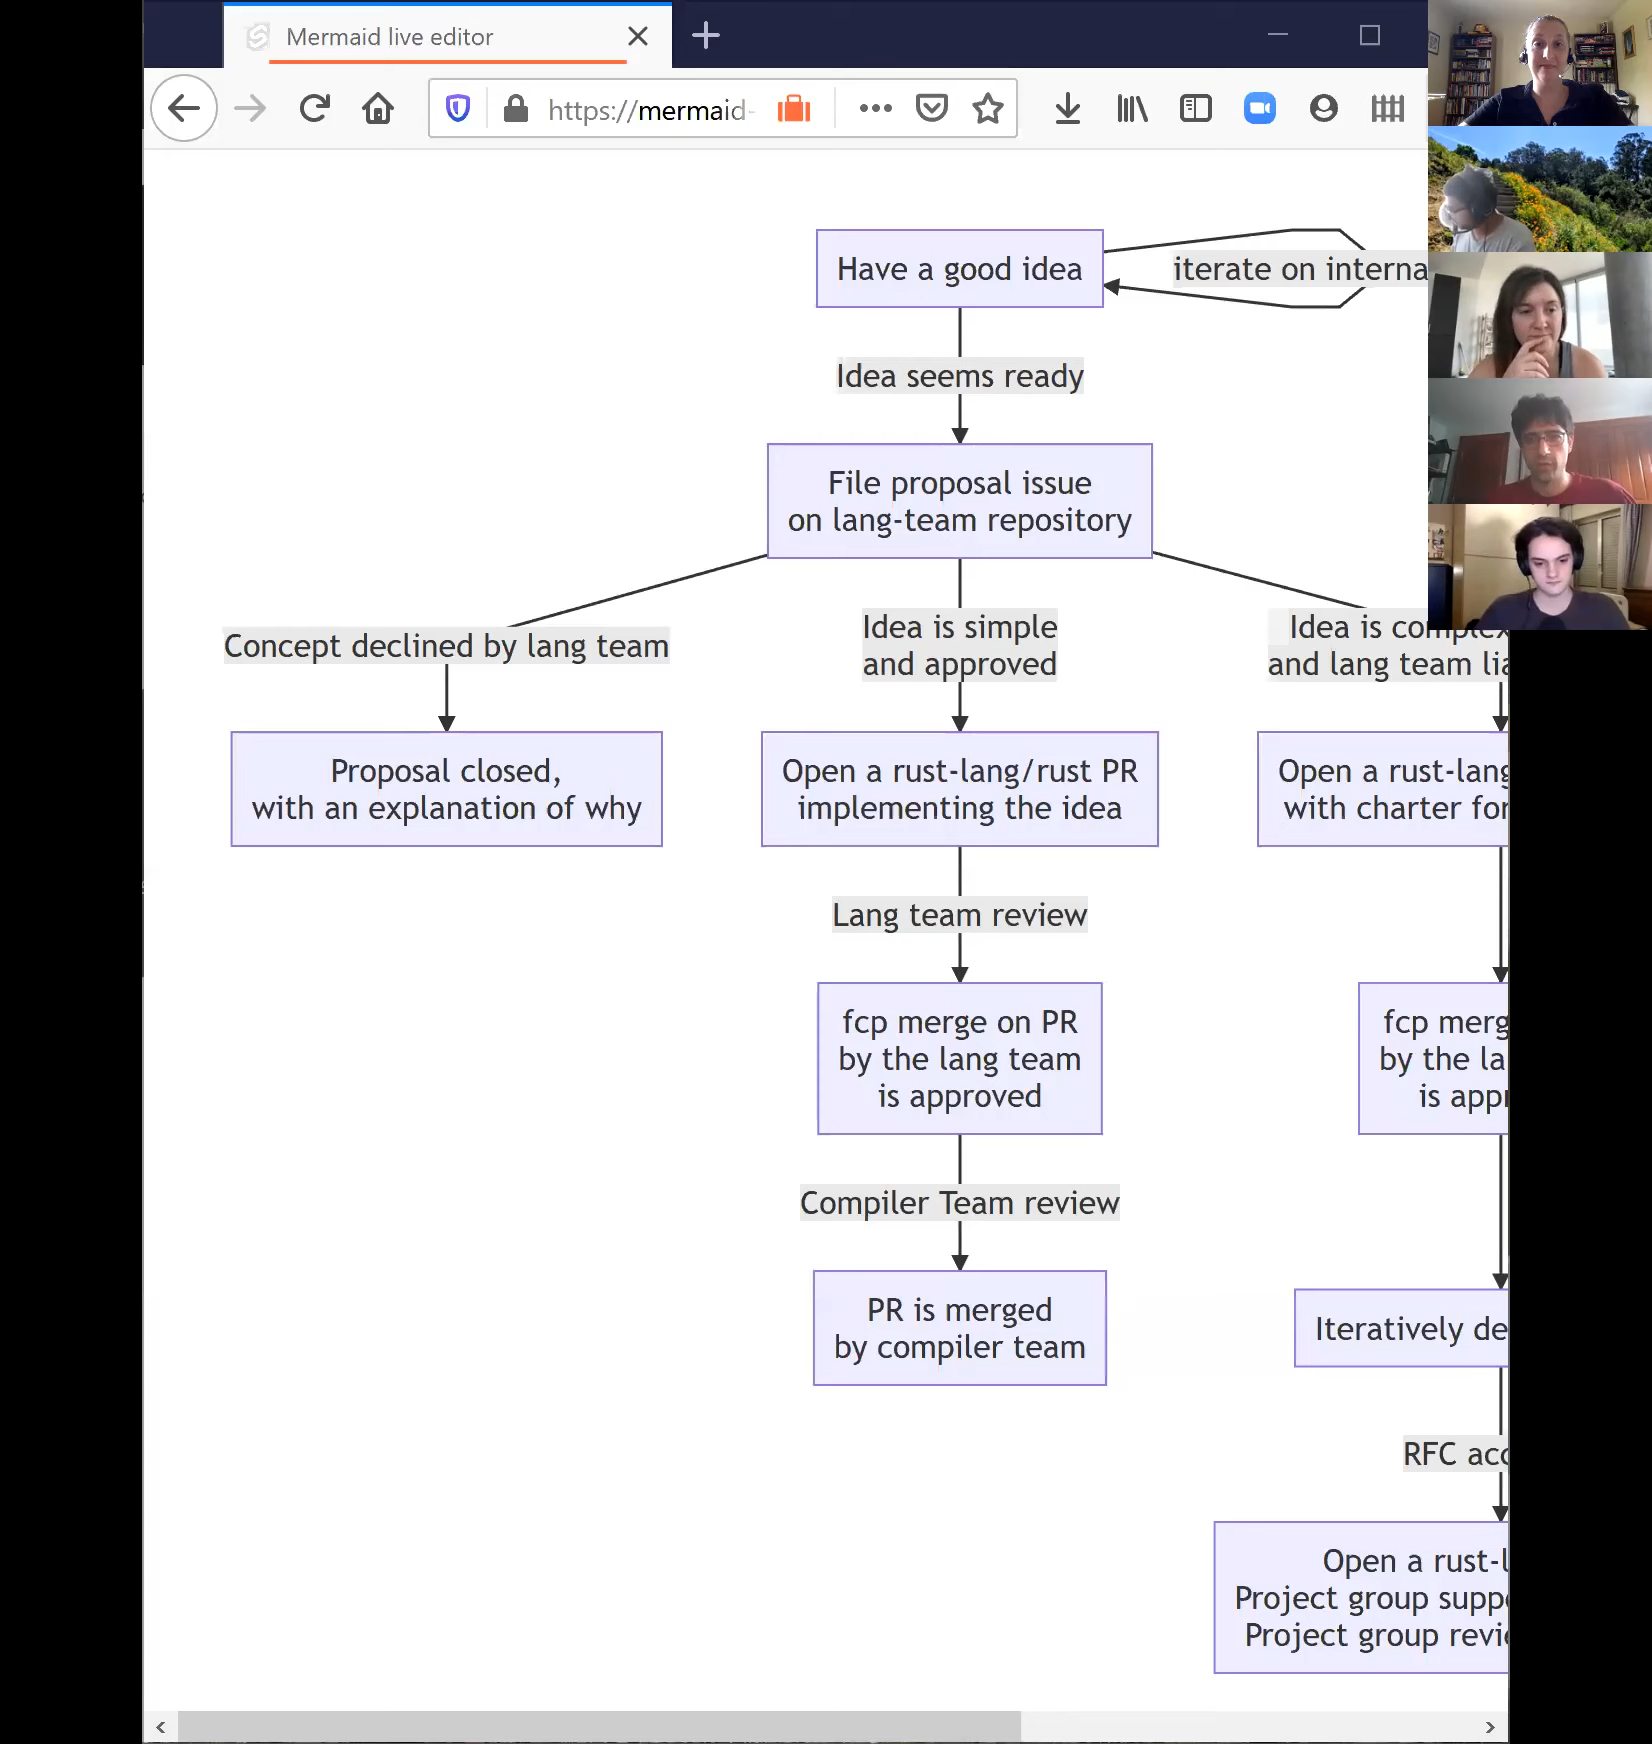 Mermaid live editor
https://mermaid-
Have a good idea
iterate on interna
Idea seems ready
File proposal issue
on lang-team repository
Concept declined by lang team
Idea is simple
and approved
Idea is complex
and lang team lia
Proposal closed,
with an explanation of why
Open a rust-lang/rust PR
implementing the idea
Open a rust-lang
with charter for
Lang team review
fcp merge on PR
by the lang team
is approved
fcp merg
by the la
is app
Compiler Team review
PR is merged
by compiler team
Iteratively de
RFC acc
Open a rust-l
Project group supp
Project group revi